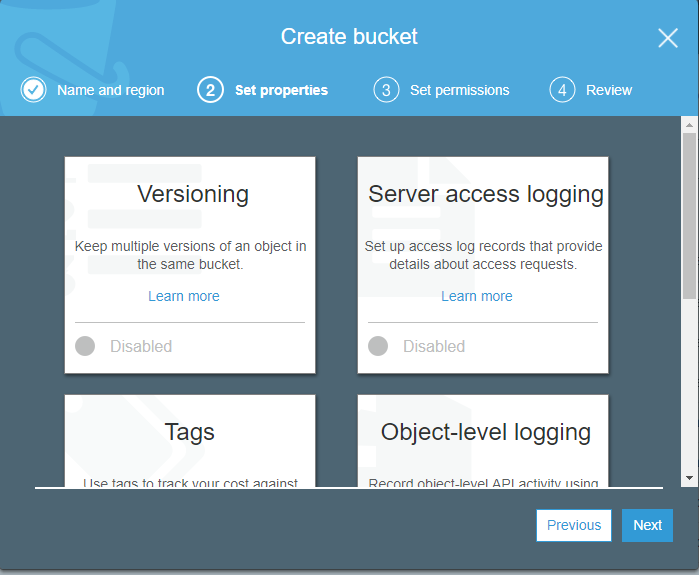 Create bucket
Name and region
2 Set properties
3 Set permissions
4 Review
Versioning
Keep multiple versions of an object in
the same bucket.
Learn more
Disabled
Server access logging
Set up access log records that provide
details about access requests.
Learn more
Disabled
Tags
Use tags to track your cost against
Object-level logging
Record object-level API activity using
Previous
Next